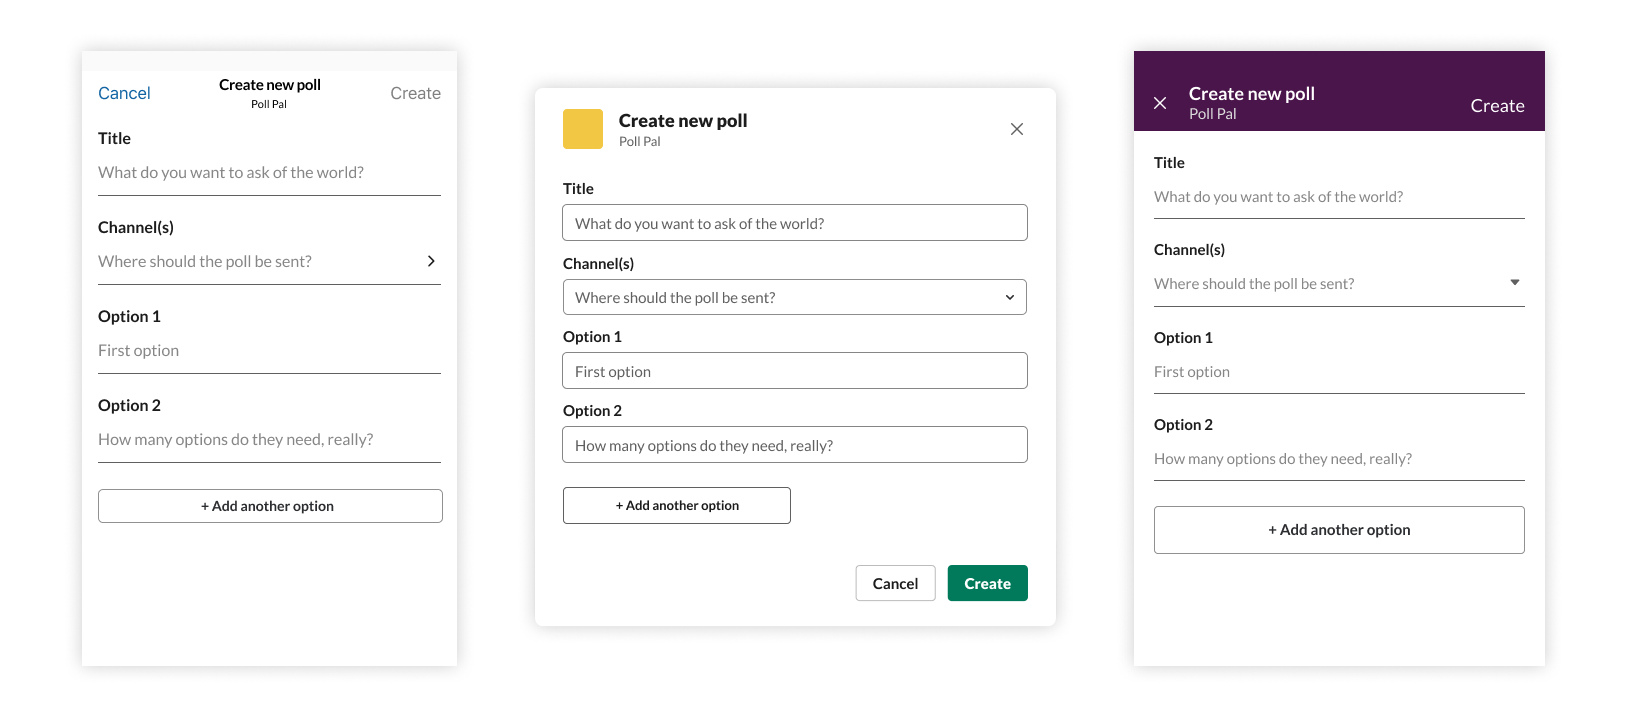 Cancel
Create new poll
Poll Pal
Create
Title
What do you want to ask of the world?
Channel(s)
Where should the poll be sent?
Option 1
First option
Option 2
How many options do they need, really?
+ Add another option
Create new poll
Poll Pal
Title
What do you want to ask of the world?
Channel(s)
Where should the poll be sent?
Option 1
First option
Option 2
How many options do they need, really?
+ Add another option
Cancel
Create
Create new poll
Poll Pal
Create
Title
What do you want to ask of the world?
Channel(s)
Where should the poll be sent?
Option 1
First option
Option 2
How many options do they need, really?
+ Add another option